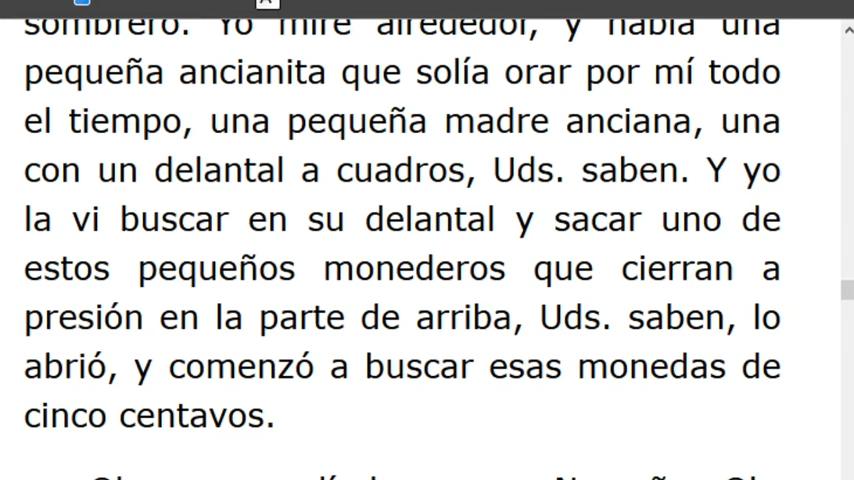 sombrero. Yo miré alrededor, y había una
pequeña ancianita que solía orar por mí todo
el tiempo, una pequeña madre anciana, una
con un delantal a cuadros, Uds. saben. Y yo
la vi buscar en su delantal y sacar uno de
estos pequeños monederos que cierran a
presión en la parte de arriba, Uds. saben, lo
abrió, y comenzó a buscar esas monedas de
cinco centavos.